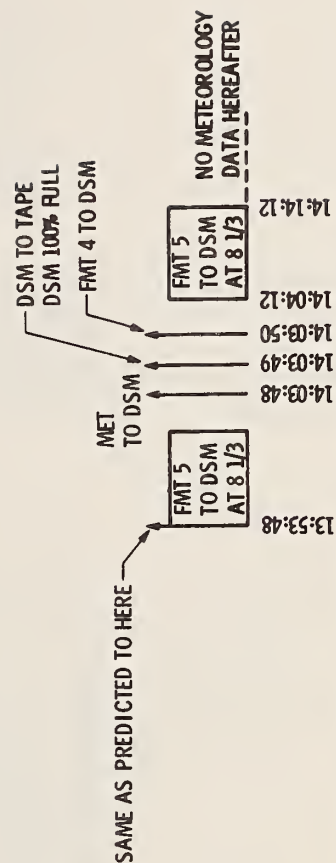 SAME AS PREDICTED TO HERE
13:53:48
FMT 5
TO DSM
AT 8 1/3
MET
TO DSM
14:03:48
DSM TO TAPE
DSM 100% FULL
14:03:49
FMT 4 TO DSM
14:03:50
14:04:12
FMT 5
TO DSM
AT 8 1/3
14:14:12
NO METEOROLOGY
DATA HEREAFTER